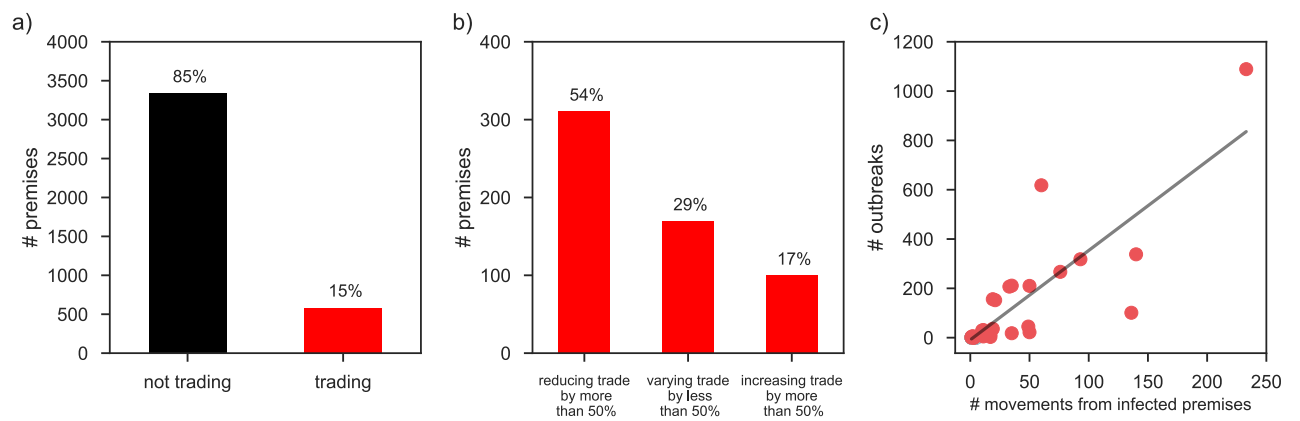 a)
4000
3500
3000
2500
2000
1500
1000
500
0
# premises
85%
15%
not trading
trading
b)
400
300
200
100
0
# premises
54%
29%
17%
reducing trade
by more
than 50%
varying trade
by less
than 50%
increasing trade
by more
than 50%
c)
1200
1000
800
600
400
200
0
# outbreaks
0
50
100
150
200
250
# movements from infected premises